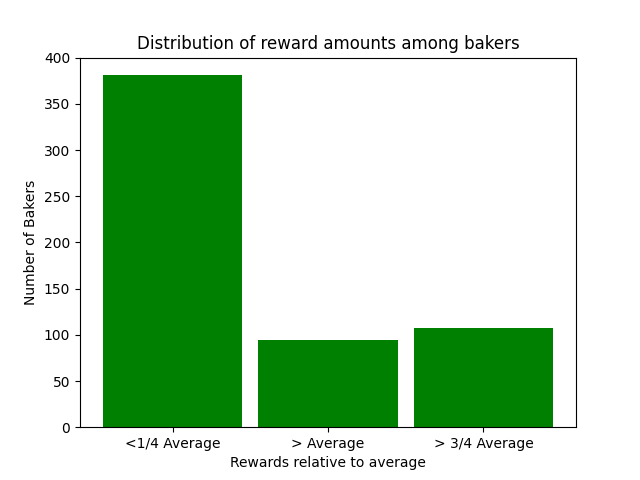 Distribution of reward amounts among bakers
400
350
300
250
200
150
100
50
0
Number of Bakers
<1/4 Average
> Average
> 3/4 Average
Rewards relative to average